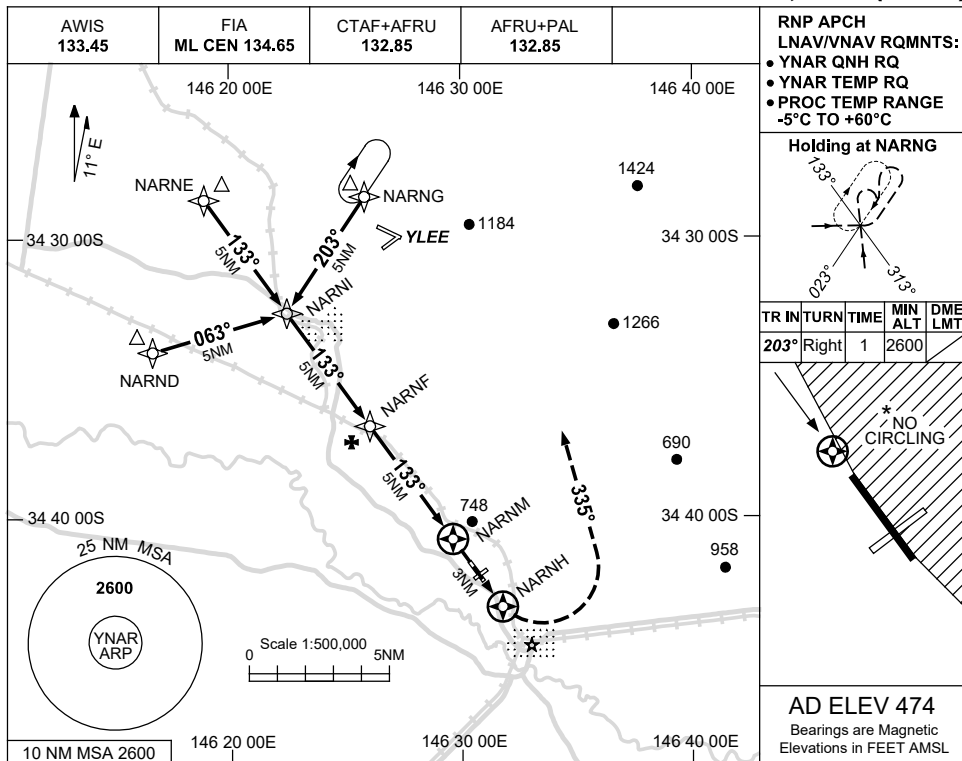 AWIS
133.45
FIA
ML CEN 134.65
CTAF+AFRU
132.85
AFRU+PAL
132.85
RNP APCH
LNAV/VNAV RQMNTS:
• YNAR QNH RQ
• YNAR TEMP RQ
• PROC TEMP RANGE
-5°C TO +60°C
146 20 00E
146 30 00E
146 40 00E
11° E
Holding at NARNG
133°
023°
313°
NARNE
NARNG
1424
1184
YLEE
34 30 00S
34 30 00S
133°
5NM
203°
5NM
NARNI
063°
5NM
NARND
1266
TR IN
TURN
TIME
MIN
ALT
DME
LMT
203°
Right
1
2600
133°
5NM
NARNF
*
NO
CIRCLING
133°
5NM
335°
690
748
NARNM
34 40 00S
34 40 00S
958
3NM
NARNH
25 NM MSA
2600
YNAR
ARP
Scale 1:500,000
0
5NM
AD ELEV 474
Bearings are Magnetic
Elevations in FEET AMSL
10 NM MSA 2600
146 20 00E
146 30 00E
146 40 00E